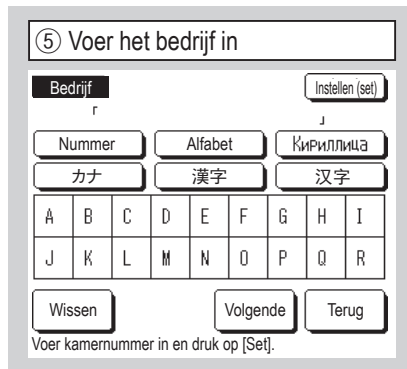 ⑤ Voer het bedrijf in
Bedrijf Instellen (set)
「 」
Nummer Alfabet Кириллица
カナ 漢字 汉字
A B C D E F G H I
J K L M N O P Q R
Wissen Volgende Terug
Voer kamernummer in en druk op [Set].